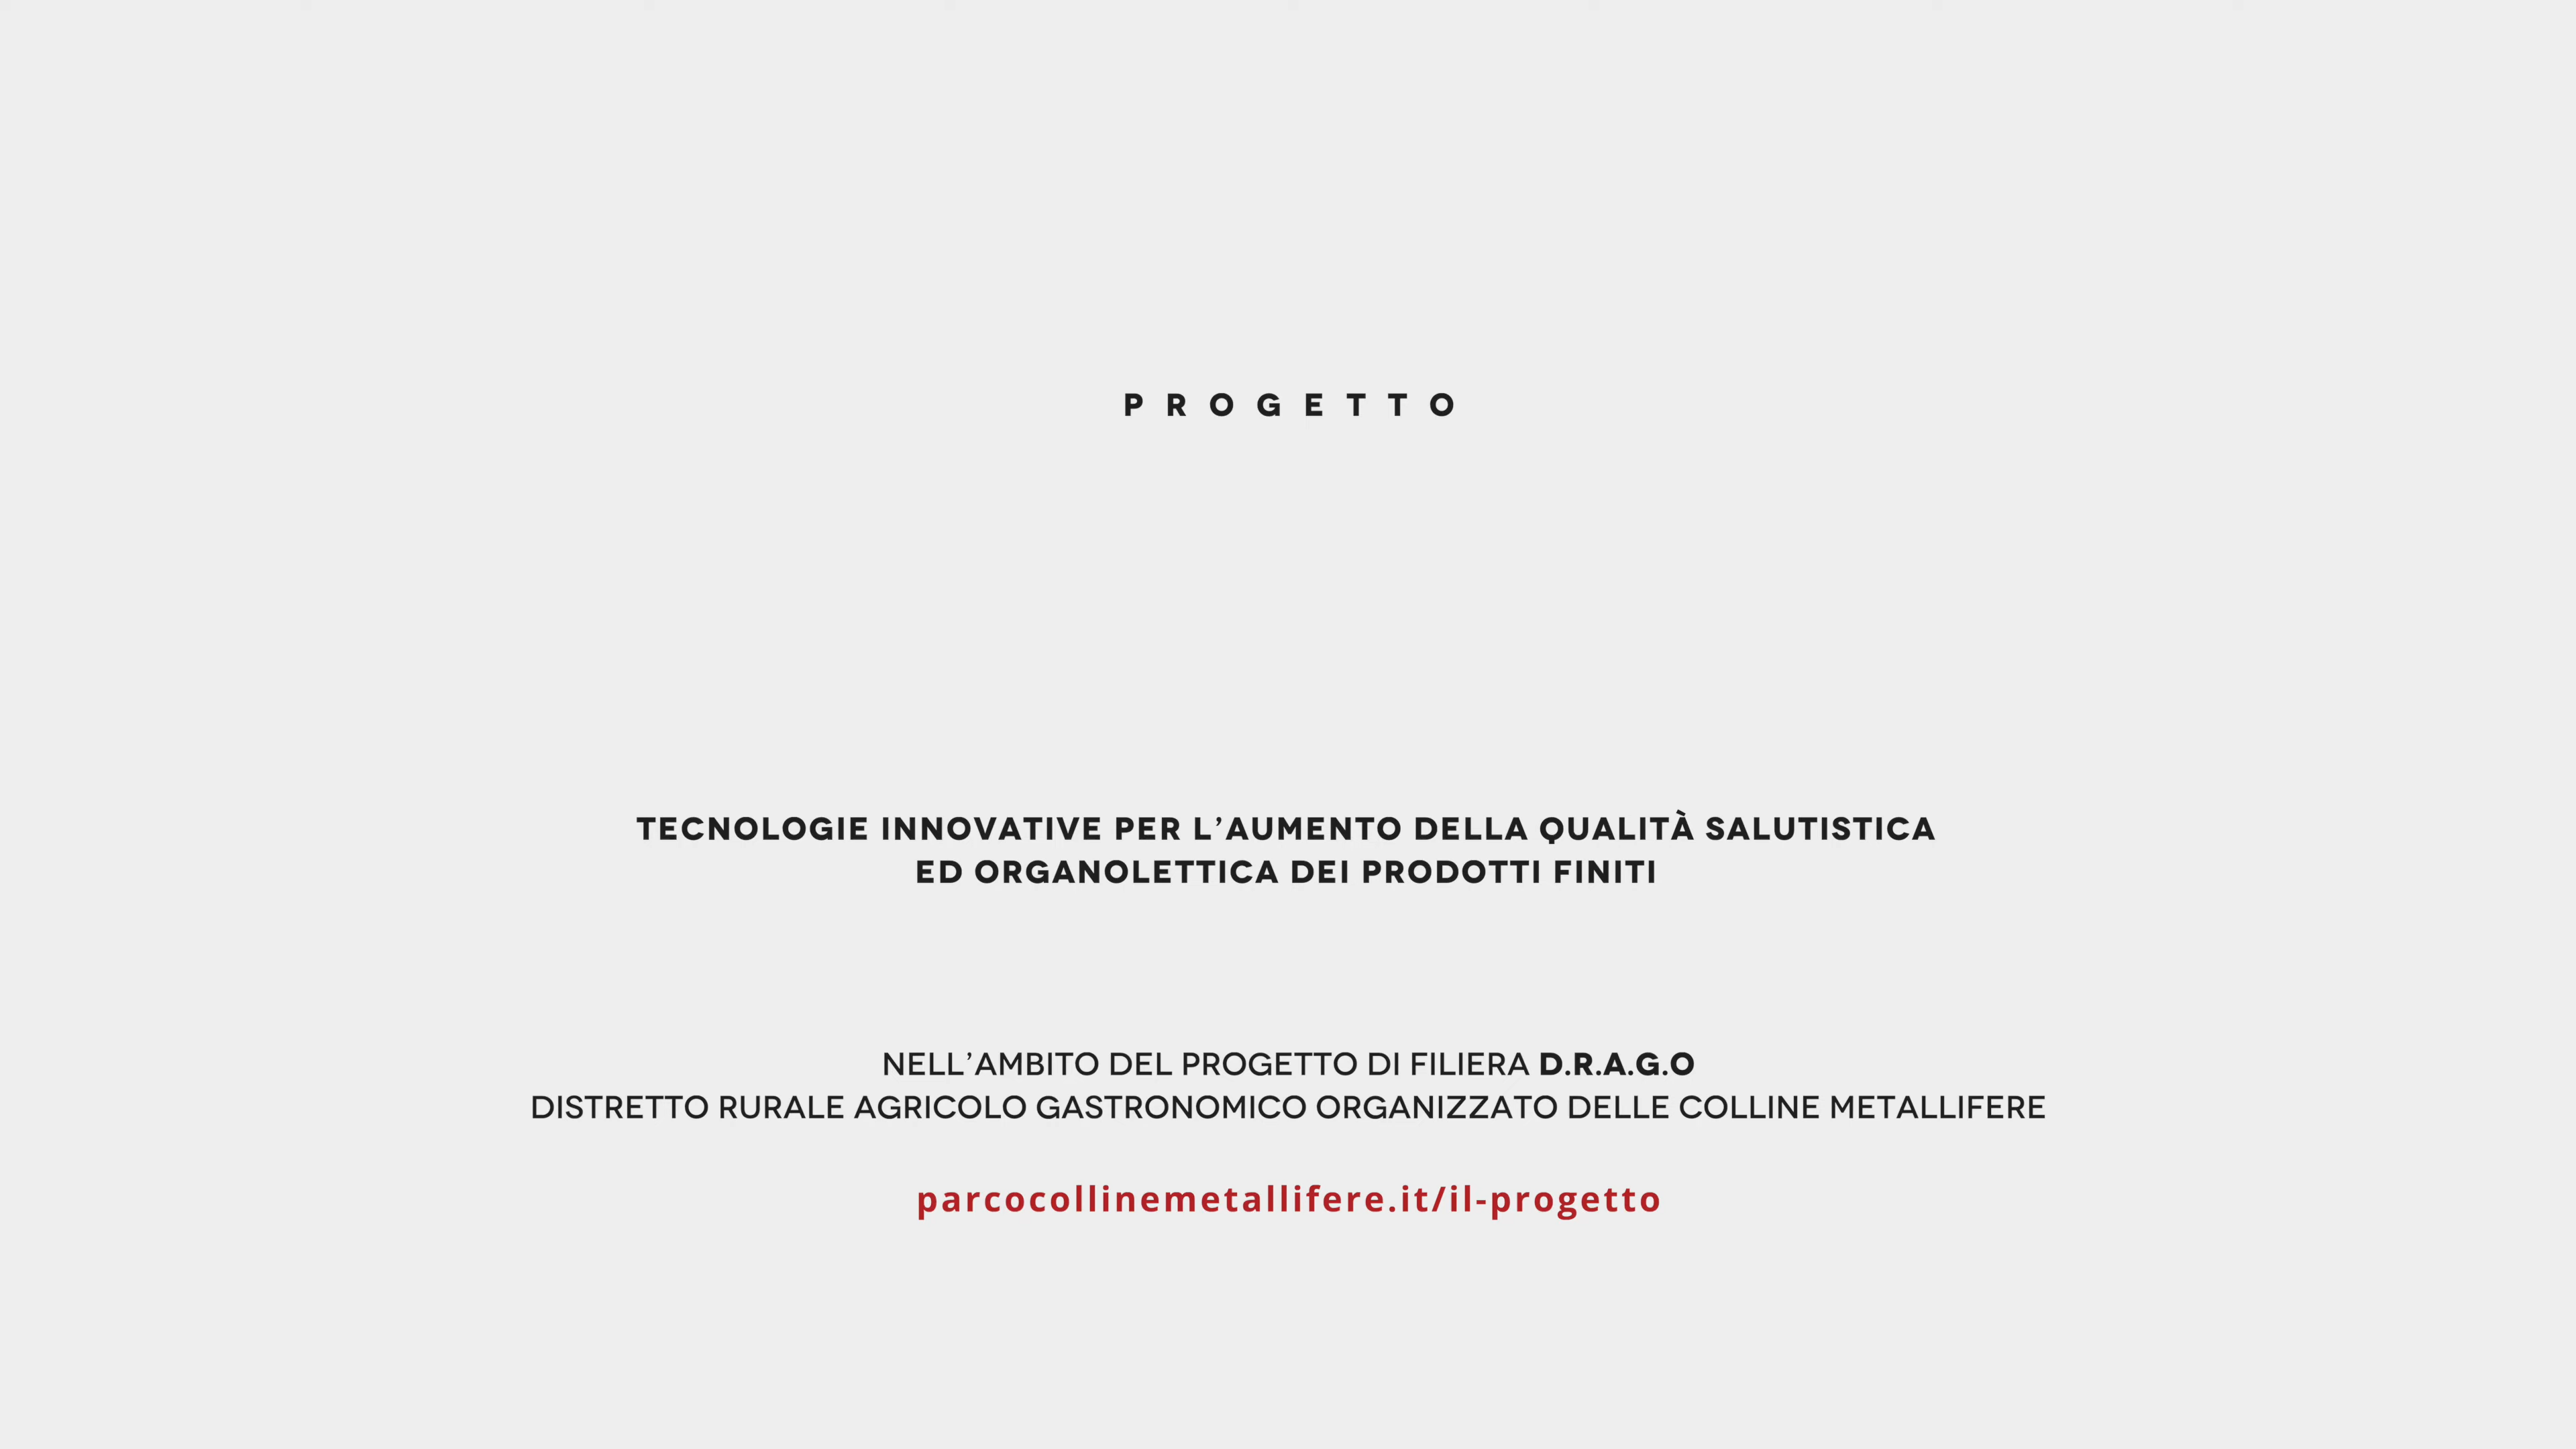 PROGETTO
TECNOLOGIE INNOVATIVE PER L’AUMENTO DELLA QUALITÀ SALUTISTICA
ED ORGANOLETTICA DEI PRODOTTI FINITI
NELL’AMBITO DEL PROGETTO DI FILIERA D.R.A.G.O
DISTRETTO RURALE AGRICOLO GASTRONOMICO ORGANIZZATO DELLE COLLINE METALLIFERE
parcocollinemetallifere.it/il-progetto